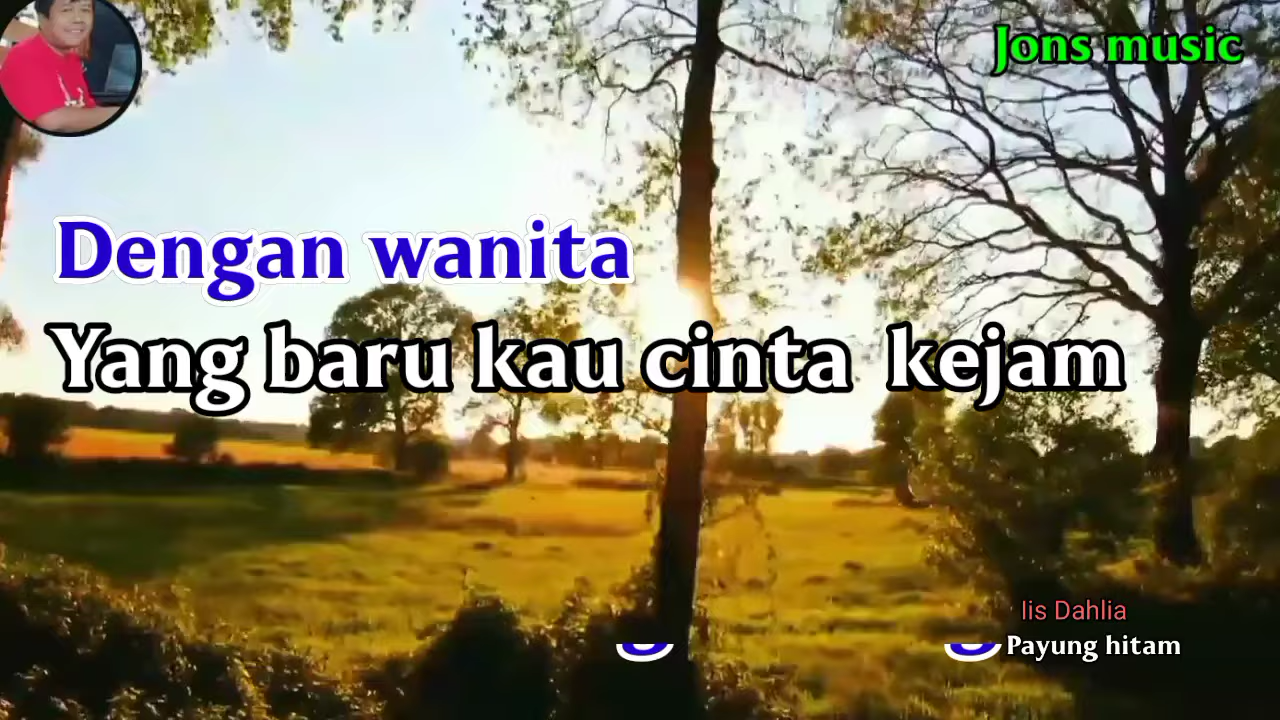 Jons music
Dengan wanita
Yang baru kau cinta kejam
Iis Dahlia
Payung hitam